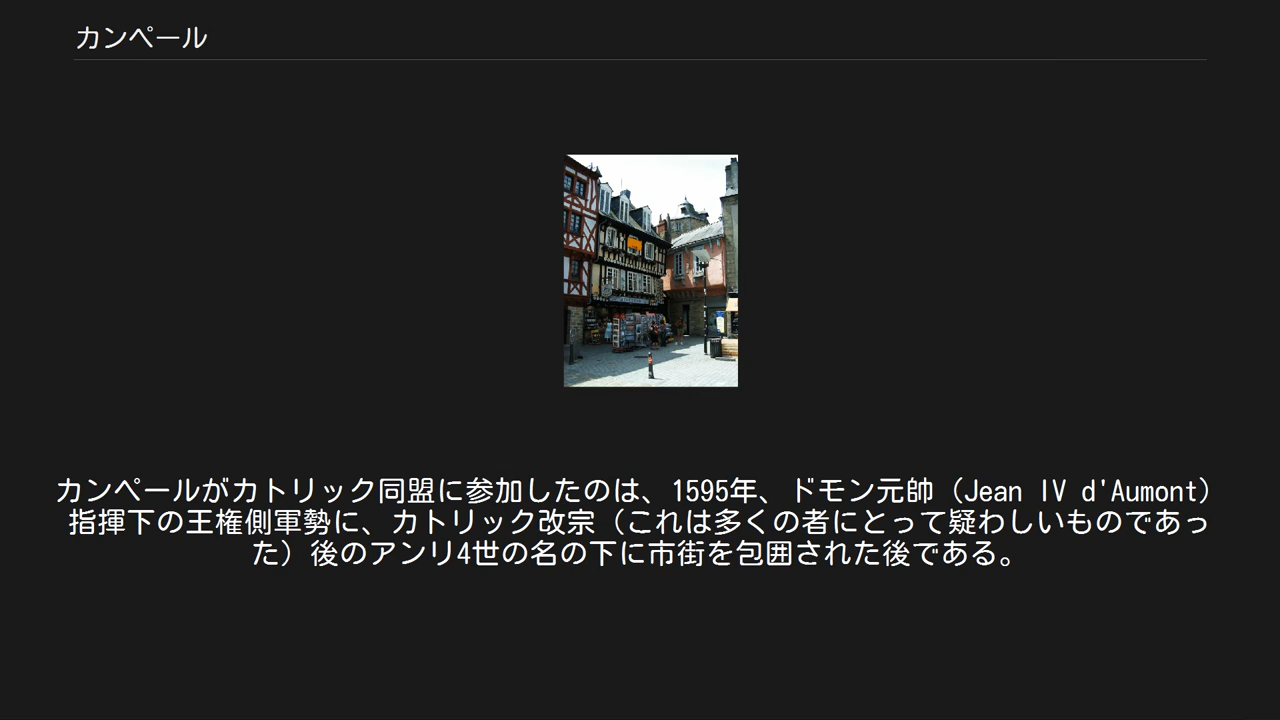 カンペール
カンペールがカトリック同盟に参加したのは、1595年、ドモン元帥（Jean IV d'Aumont）
指揮下の王権側軍勢に、カトリック改宗（これは多くの者にとって疑わしいものであっ
た）後のアンリ4世の名の下に市街を包囲された後である。